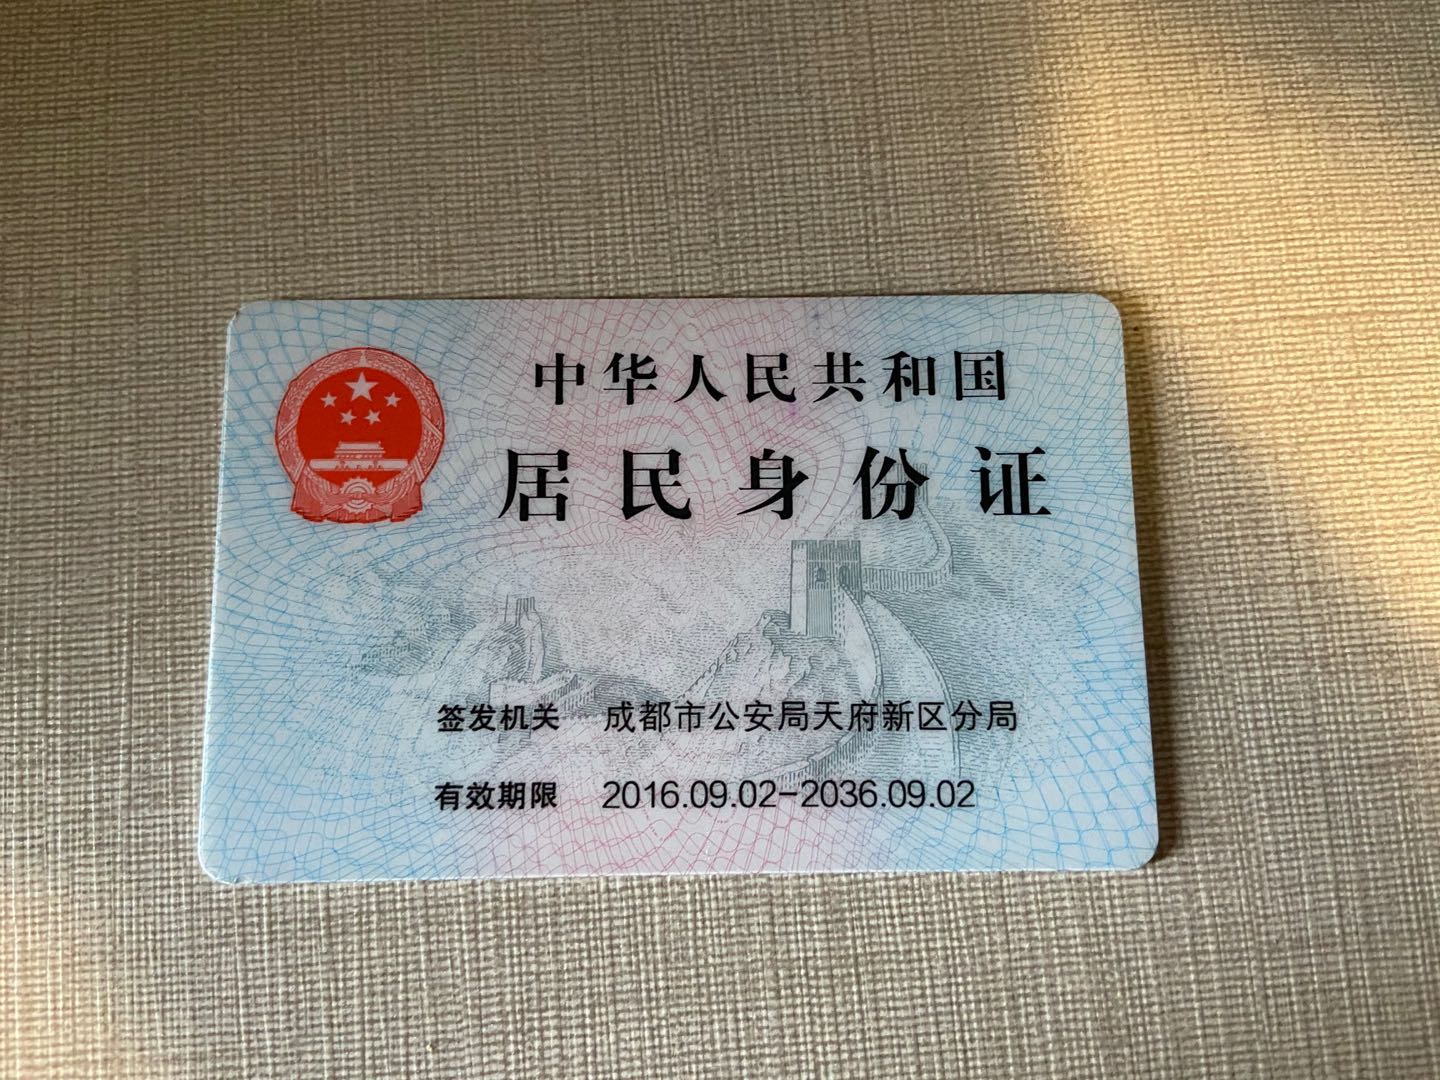 中华人民共和国
居民身份证
签发机关 成都市公安局天府新区分局
有效期限 2016.09.02-2036.09.02